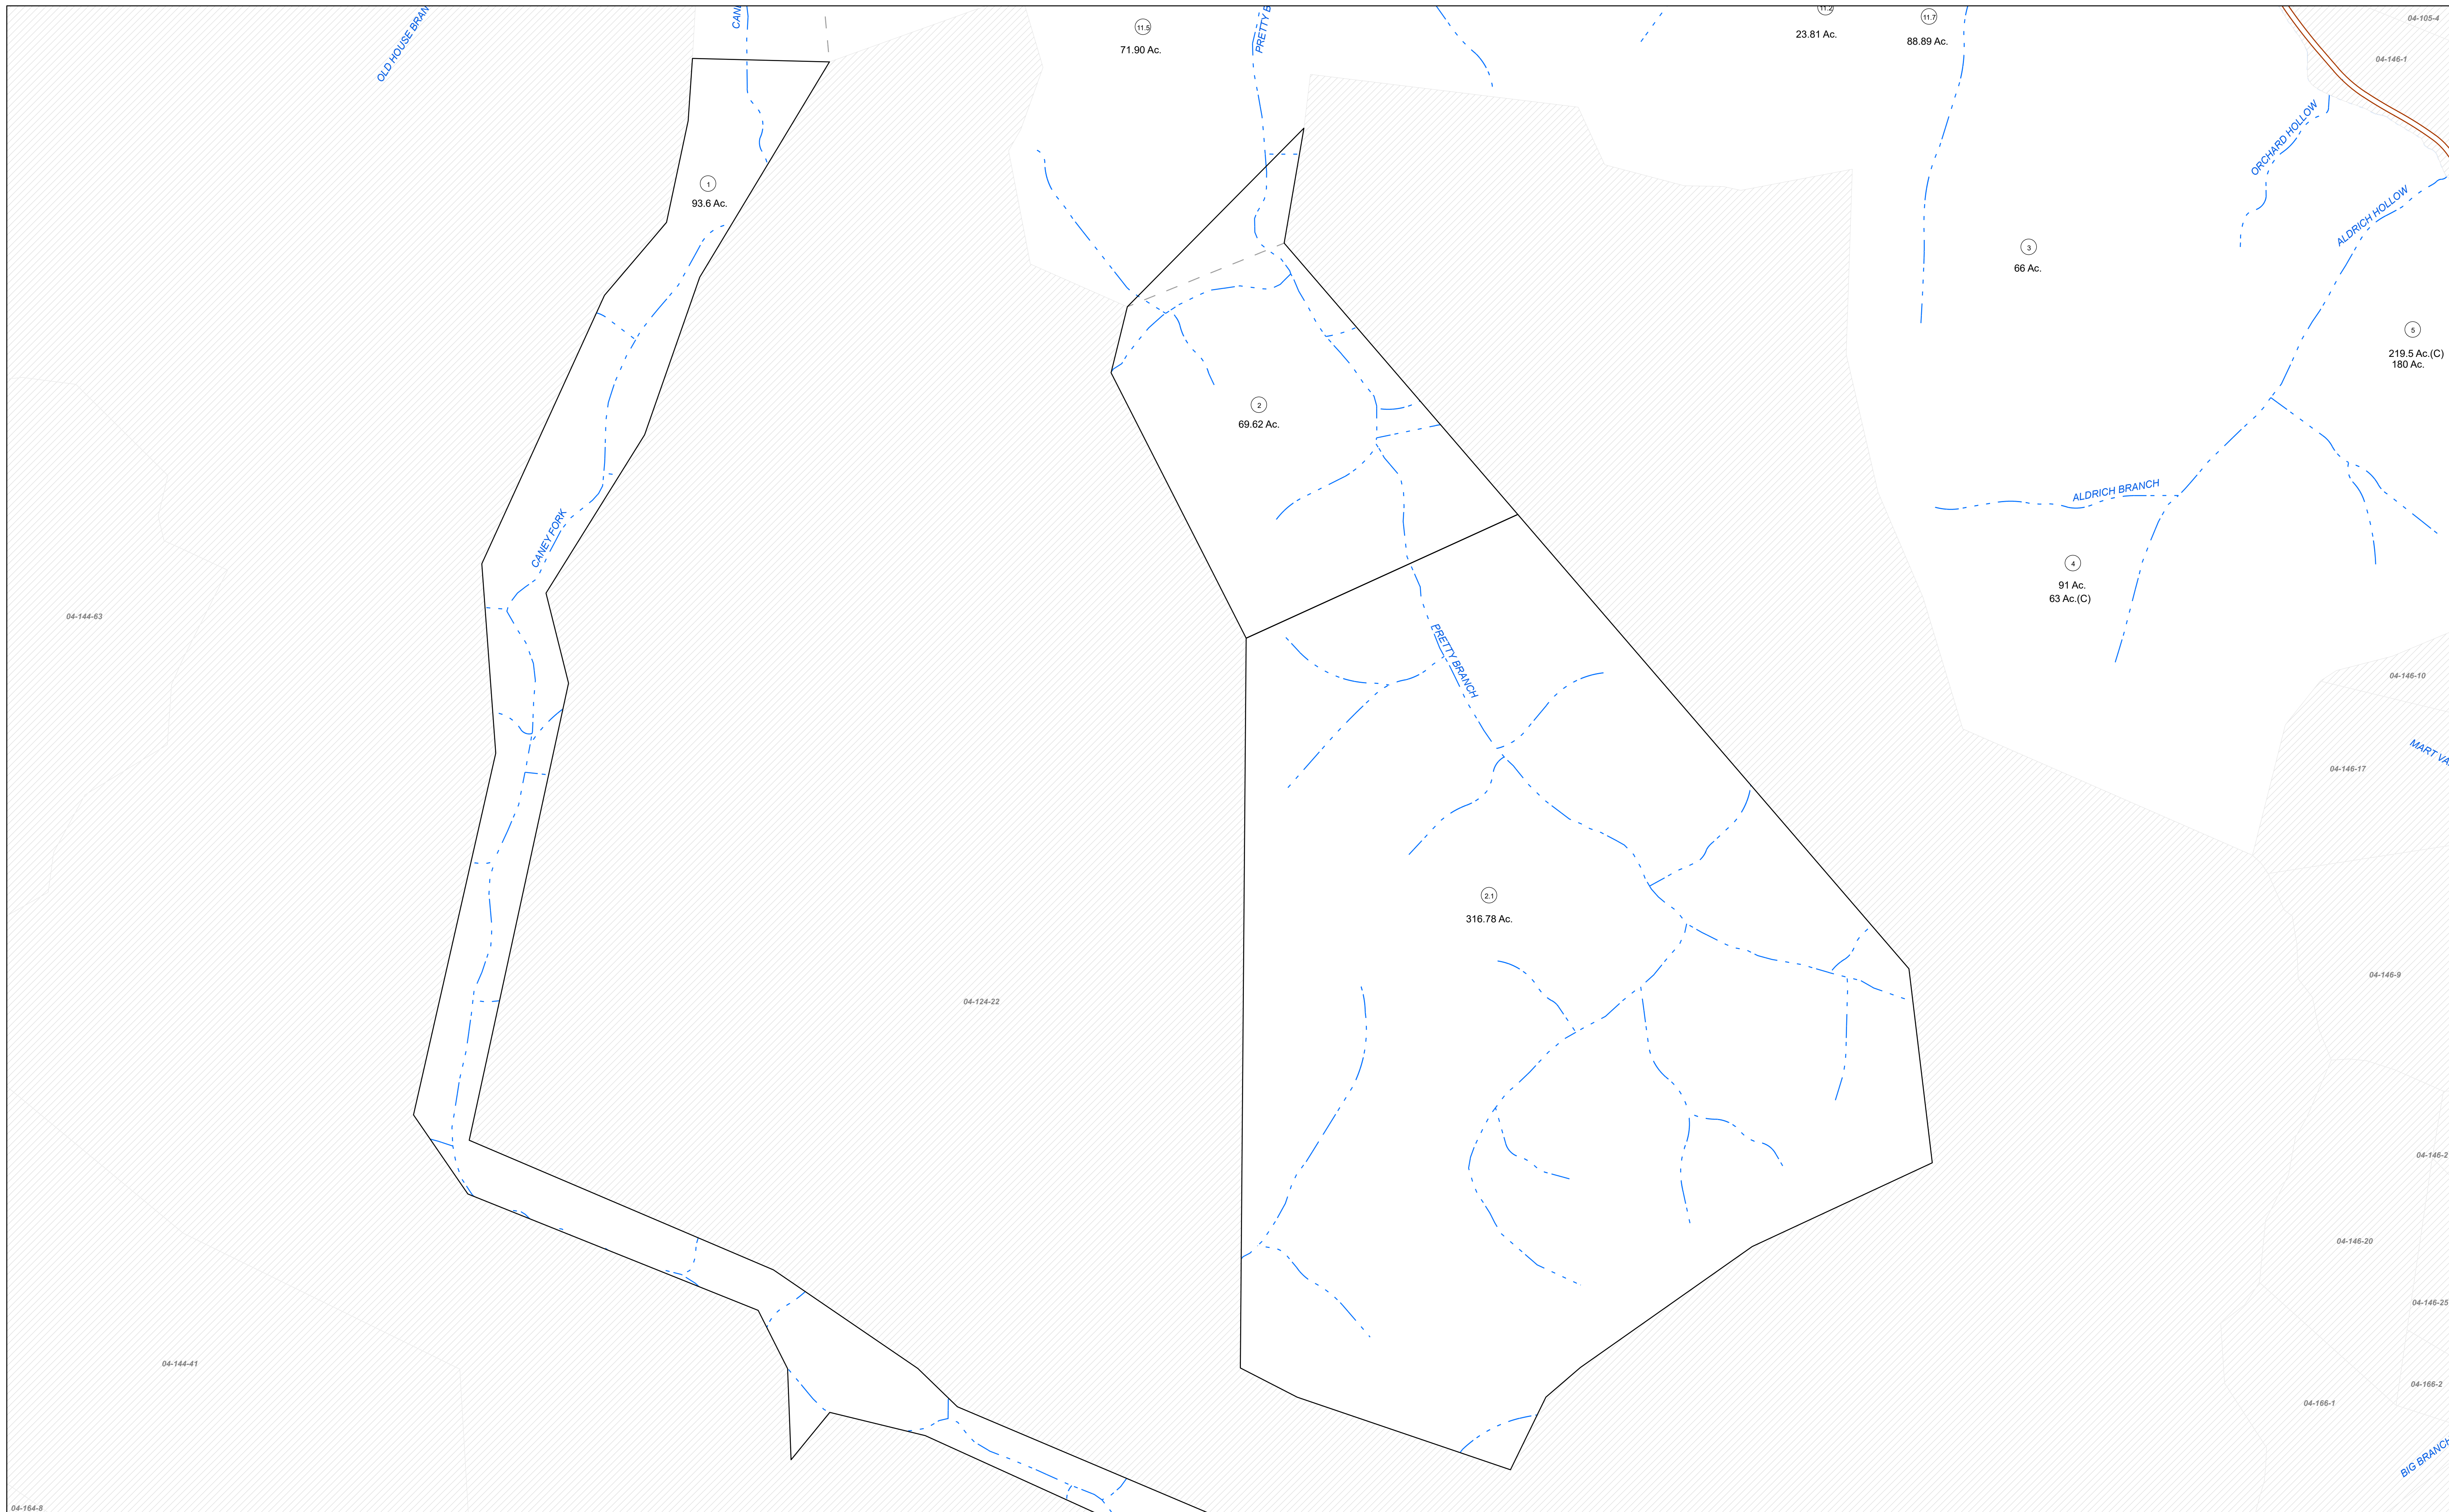 OLD HOUSE BRAN
CANE
11.5
71.90 Ac.
PRETTY B
11.2
23.81 Ac.
11.7
88.89 Ac.
04-105-4
04-146-1
ORCHARD HOLLOW
ALDRICH HOLLOW
1
93.6 Ac.
3
66 Ac.
5
219.5 Ac.(C)
180 Ac.
2
69.62 Ac.
ALDRICH BRANCH
CANEY FORK
4
91 Ac.
63 Ac.(C)
04-144-63
PRETTY BRANCH
04-146-10
MART VA
04-146-17
2.1
316.78 Ac.
04-146-9
04-124-22
04-146-2
04-146-20
04-146-25
04-144-41
04-166-2
04-166-1
BIG BRANCH
04-164-8